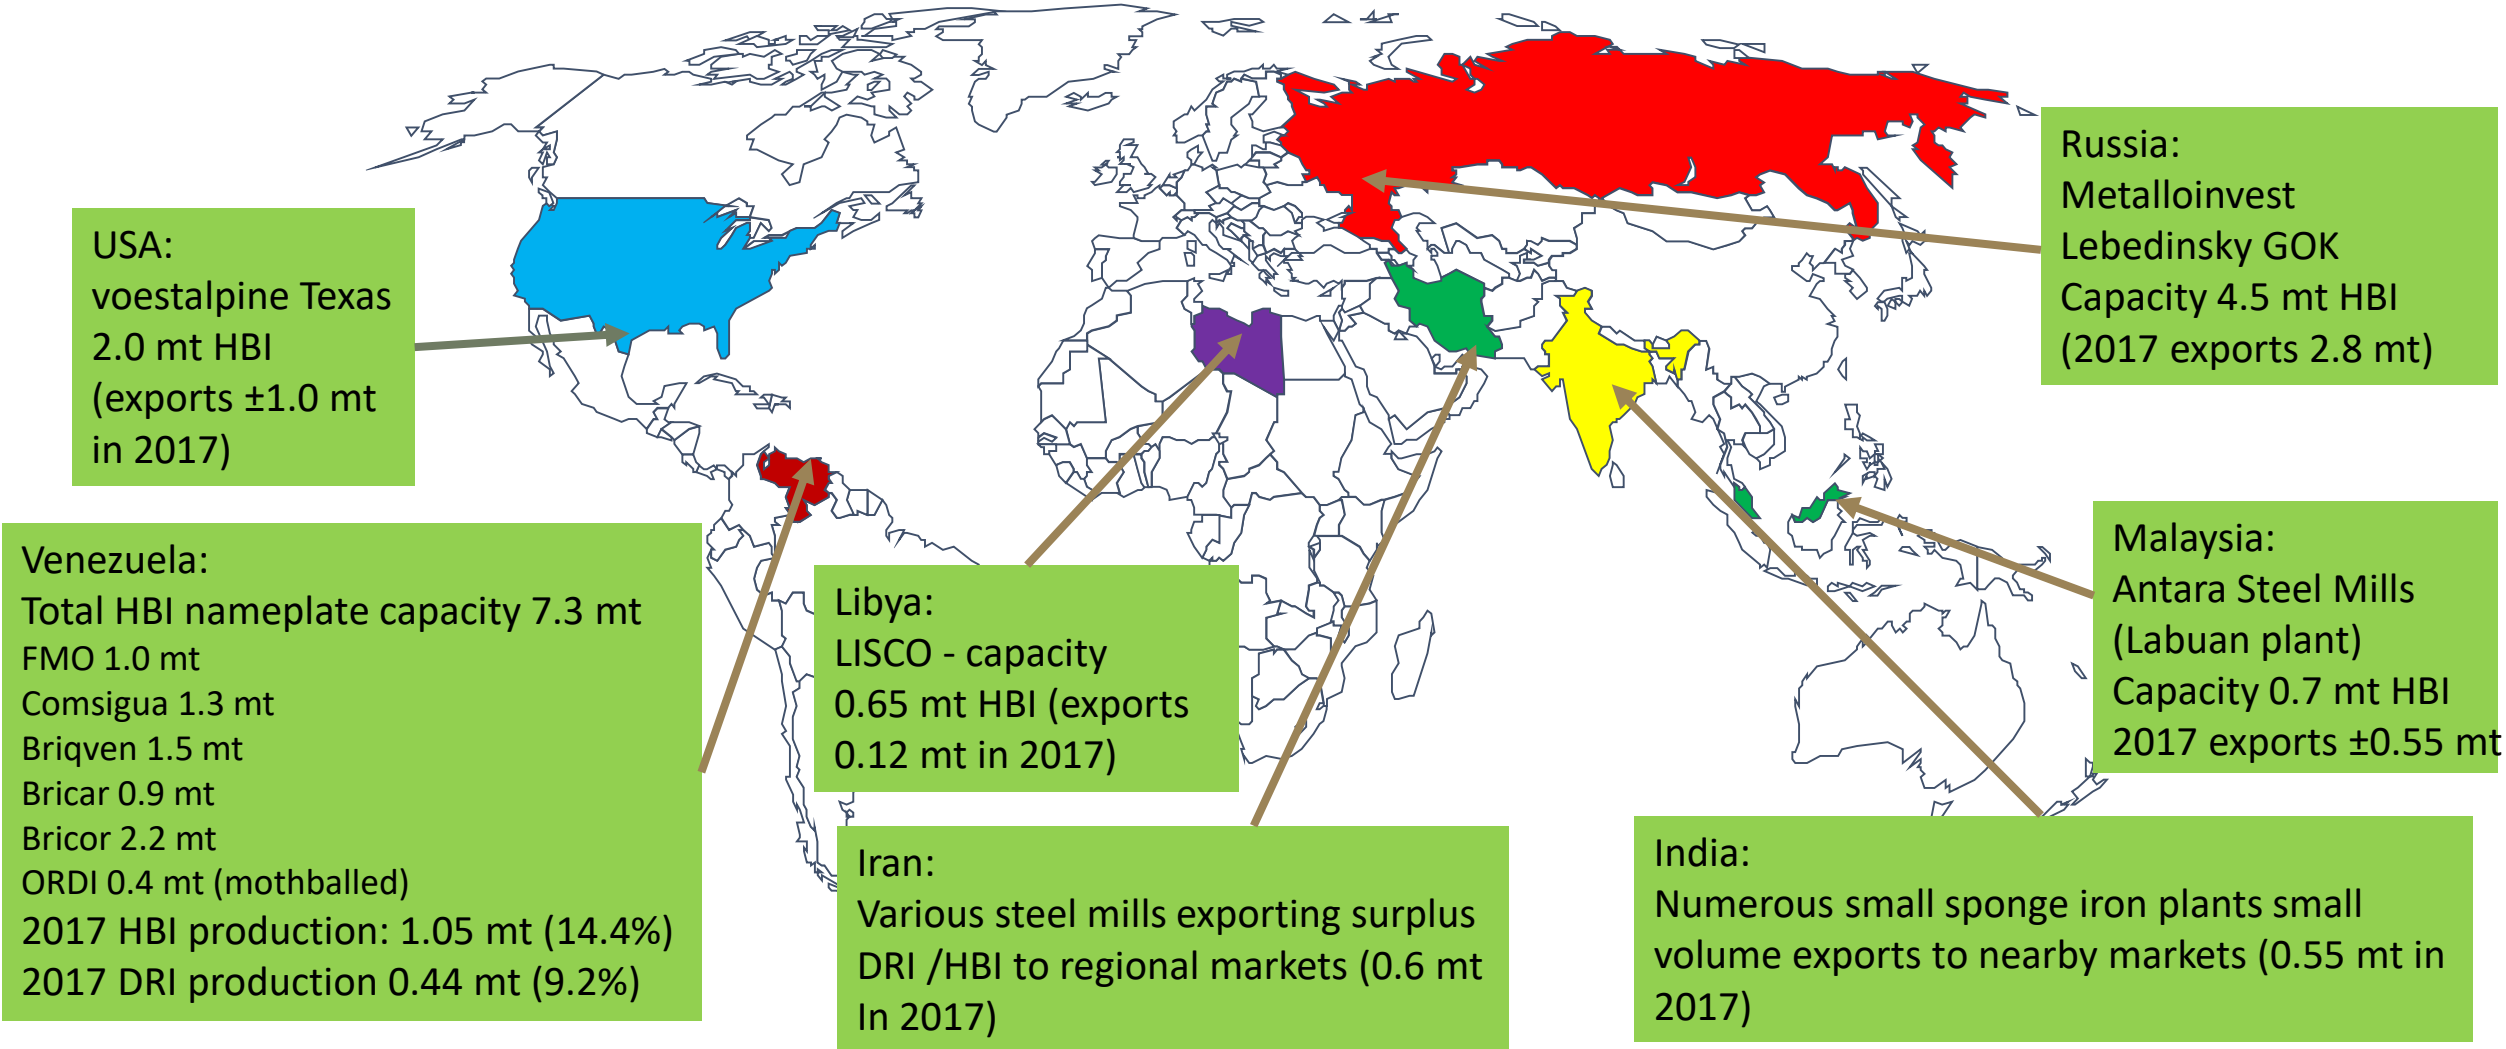 USA:
voestalpine Texas
2.0 mt HBI
(exports ±1.0 mt
in 2017)
Russia:
Metalloinvest
Lebedinsky GOK
Capacity 4.5 mt HBI
(2017 exports 2.8 mt)
Venezuela:
Total HBI nameplate capacity 7.3 mt
FMO 1.0 mt
Comsigua 1.3 mt
Briqven 1.5 mt
Bricar 0.9 mt
Bricor 2.2 mt
ORDI 0.4 mt (mothballed)
2017 HBI production: 1.05 mt (14.4%)
2017 DRI production 0.44 mt (9.2%)
Libya:
LISCO - capacity
0.65 mt HBI (exports
0.12 mt in 2017)
Iran:
Various steel mills exporting surplus
DRI /HBI to regional markets (0.6 mt
In 2017)
Malaysia:
Antara Steel Mills
(Labuan plant)
Capacity 0.7 mt HBI
2017 exports ±0.55 mt
India:
Numerous small sponge iron plants small
volume exports to nearby markets (0.55 mt in
2017)